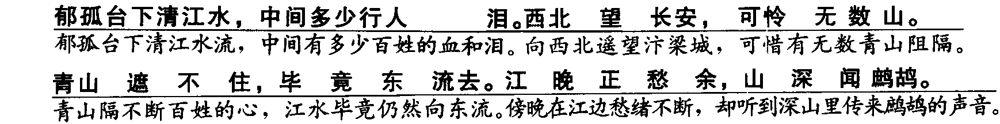 郁孤台下清江水，中间多少行人泪。西北望长安，可怜无数山。
郁孤台下清江水流，中间有多少百姓的血和泪。向西北遥望汴梁城，可惜有无数青山阻隔。
青山遮不住，毕竟东流去。江晚正愁余，山深闻鹧鸪。
青山隔不断百姓的心，江水毕竟仍然向东流。傍晚在江边愁绪不断，却听到深山里传来鹧鸪的声音。